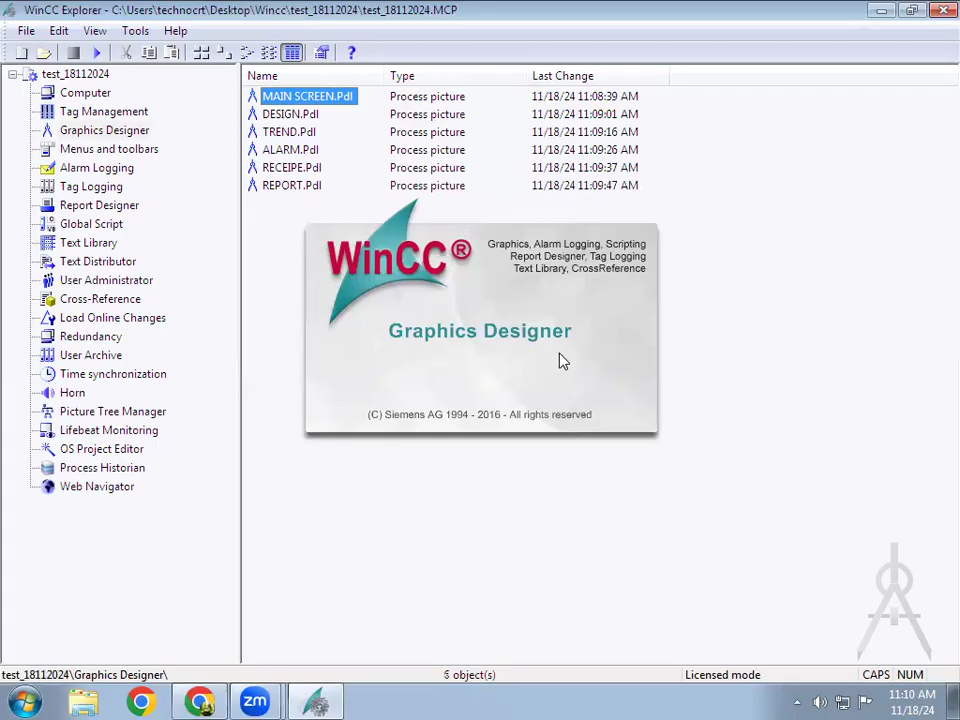 WinCC Explorer - C:\Users\technocrt\Desktop\Wincc\test_18112024\test_18112024.MCP
File Edit View Tools Help
test_18112024
Computer
Tag Management
Graphics Designer
Menus and toolbars
Alarm Logging
Tag Logging
Report Designer
Global Script
Text Library
Text Distributor
User Administrator
Cross-Reference
Load Online Changes
Redundancy
User Archive
Time synchronization
Horn
Picture Tree Manager
Lifebeat Monitoring
OS Project Editor
Process Historian
Web Navigator
Name Type Last Change
MAIN SCREEN.Pdl Process picture 11/18/24 11:08:39 AM
DESIGN.Pdl Process picture 11/18/24 11:09:01 AM
TREND.Pdl Process picture 11/18/24 11:09:16 AM
ALARM.Pdl Process picture 11/18/24 11:09:26 AM
RECEIPE.Pdl Process picture 11/18/24 11:09:37 AM
REPORT.Pdl Process picture 11/18/24 11:09:47 AM
WinCC®
Graphics, Alarm Logging, Scripting
Report Designer, Tag Logging
Text Library, CrossReference
Graphics Designer
(C) Siemens AG 1994 - 2016 - All rights reserved
test_18112024\Graphics Designer\ 6 object(s) Licensed mode CAPS NUM
zm
11:10 AM
11/18/24